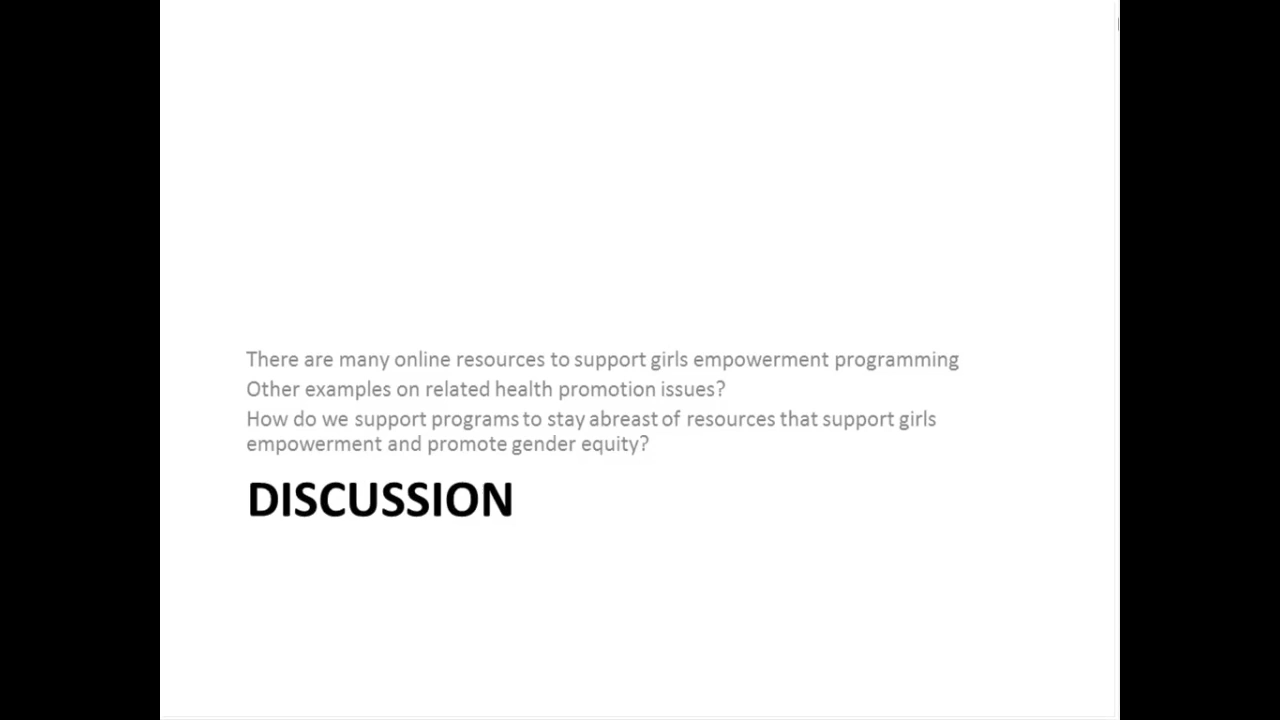 There are many online resources to support girls empowerment programming
Other examples on related health promotion issues?
How do we support programs to stay abreast of resources that support girls
empowerment and promote gender equity?
DISCUSSION